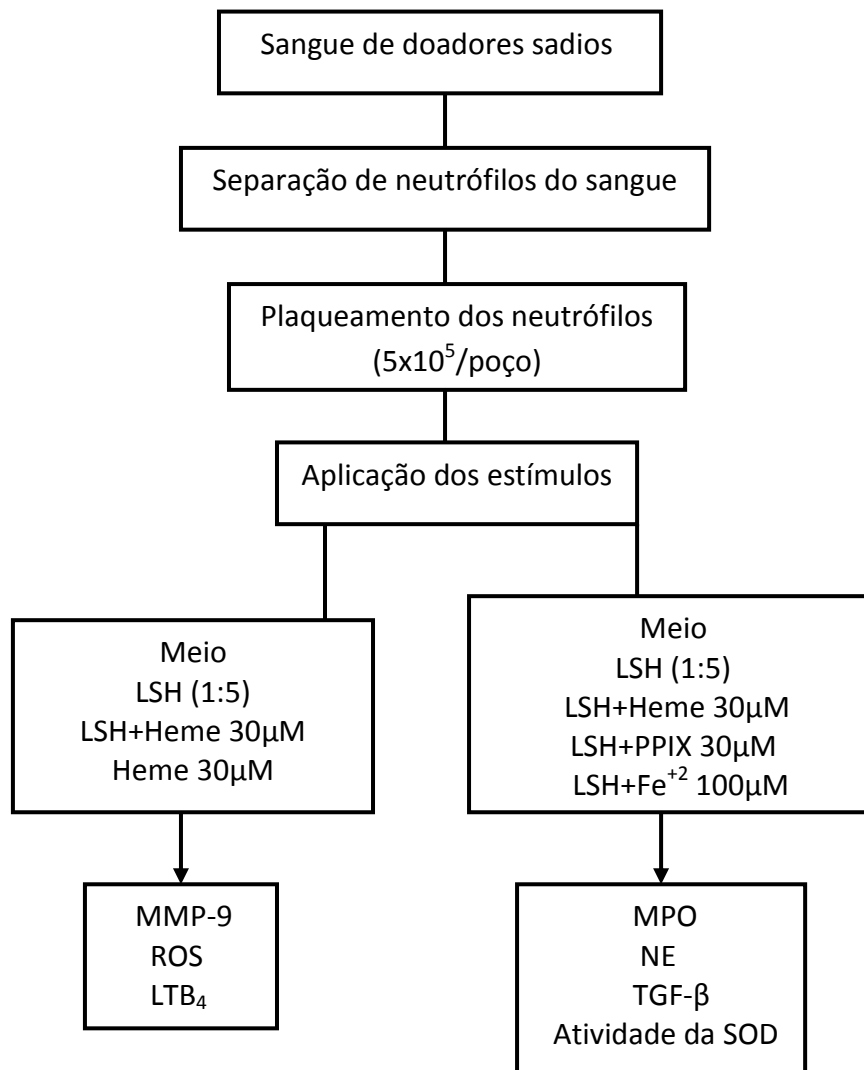 Sangue de doadores sadios
Separação de neutrófilos do sangue
Plaqueamento dos neutrófilos
(5x10⁵/poço)
Aplicação dos estímulos
Meio
LSH (1:5)
LSH+Heme 30µM
Heme 30µM
Meio
LSH (1:5)
LSH+Heme 30µM
LSH+PPIX 30µM
LSH+Fe⁺² 100µM
MMP-9
ROS
LTB₄
MPO
NE
TGF-β
Atividade da SOD